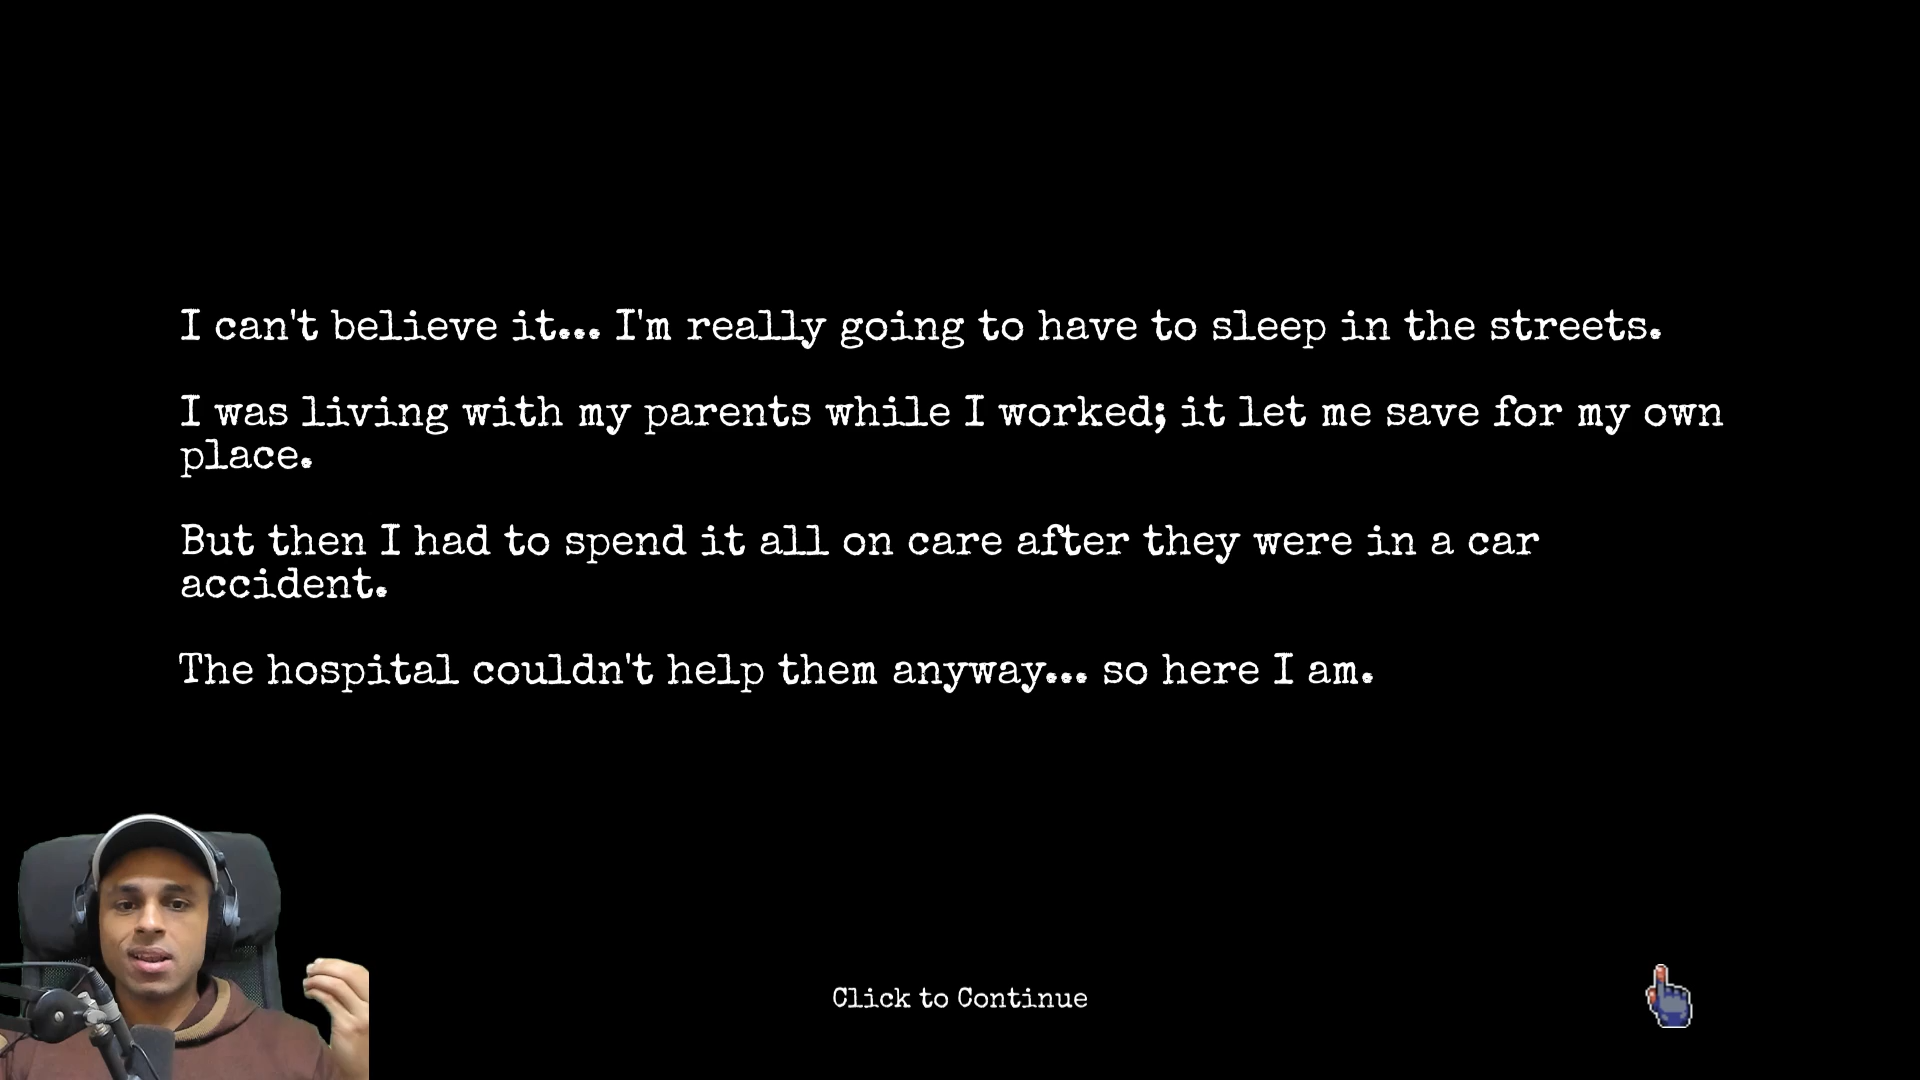 I can't believe it... I'm really going to have to sleep in the streets.
I was living with my parents while I worked; it let me save for my own
place.
But then I had to spend it all on care after they were in a car
accident.
The hospital couldn't help them anyway... so here I am.
Click to Continue